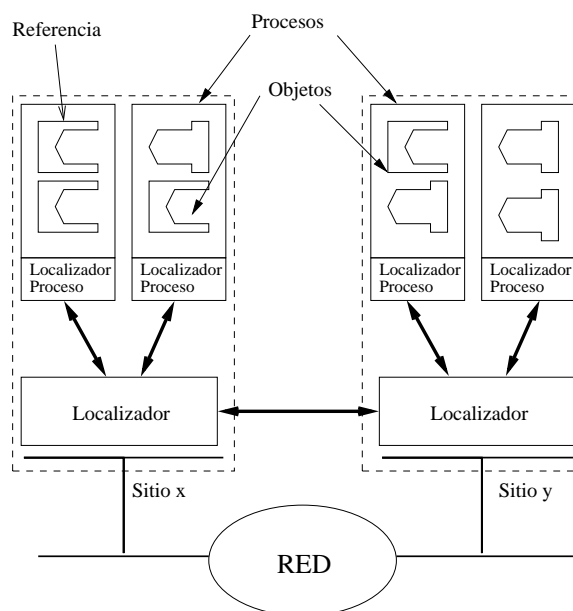 Referencia
Procesos
Objetos
Localizador
Proceso
Localizador
Proceso
Localizador
Proceso
Localizador
Proceso
Localizador
Localizador
Sitio x
Sitio y
RED